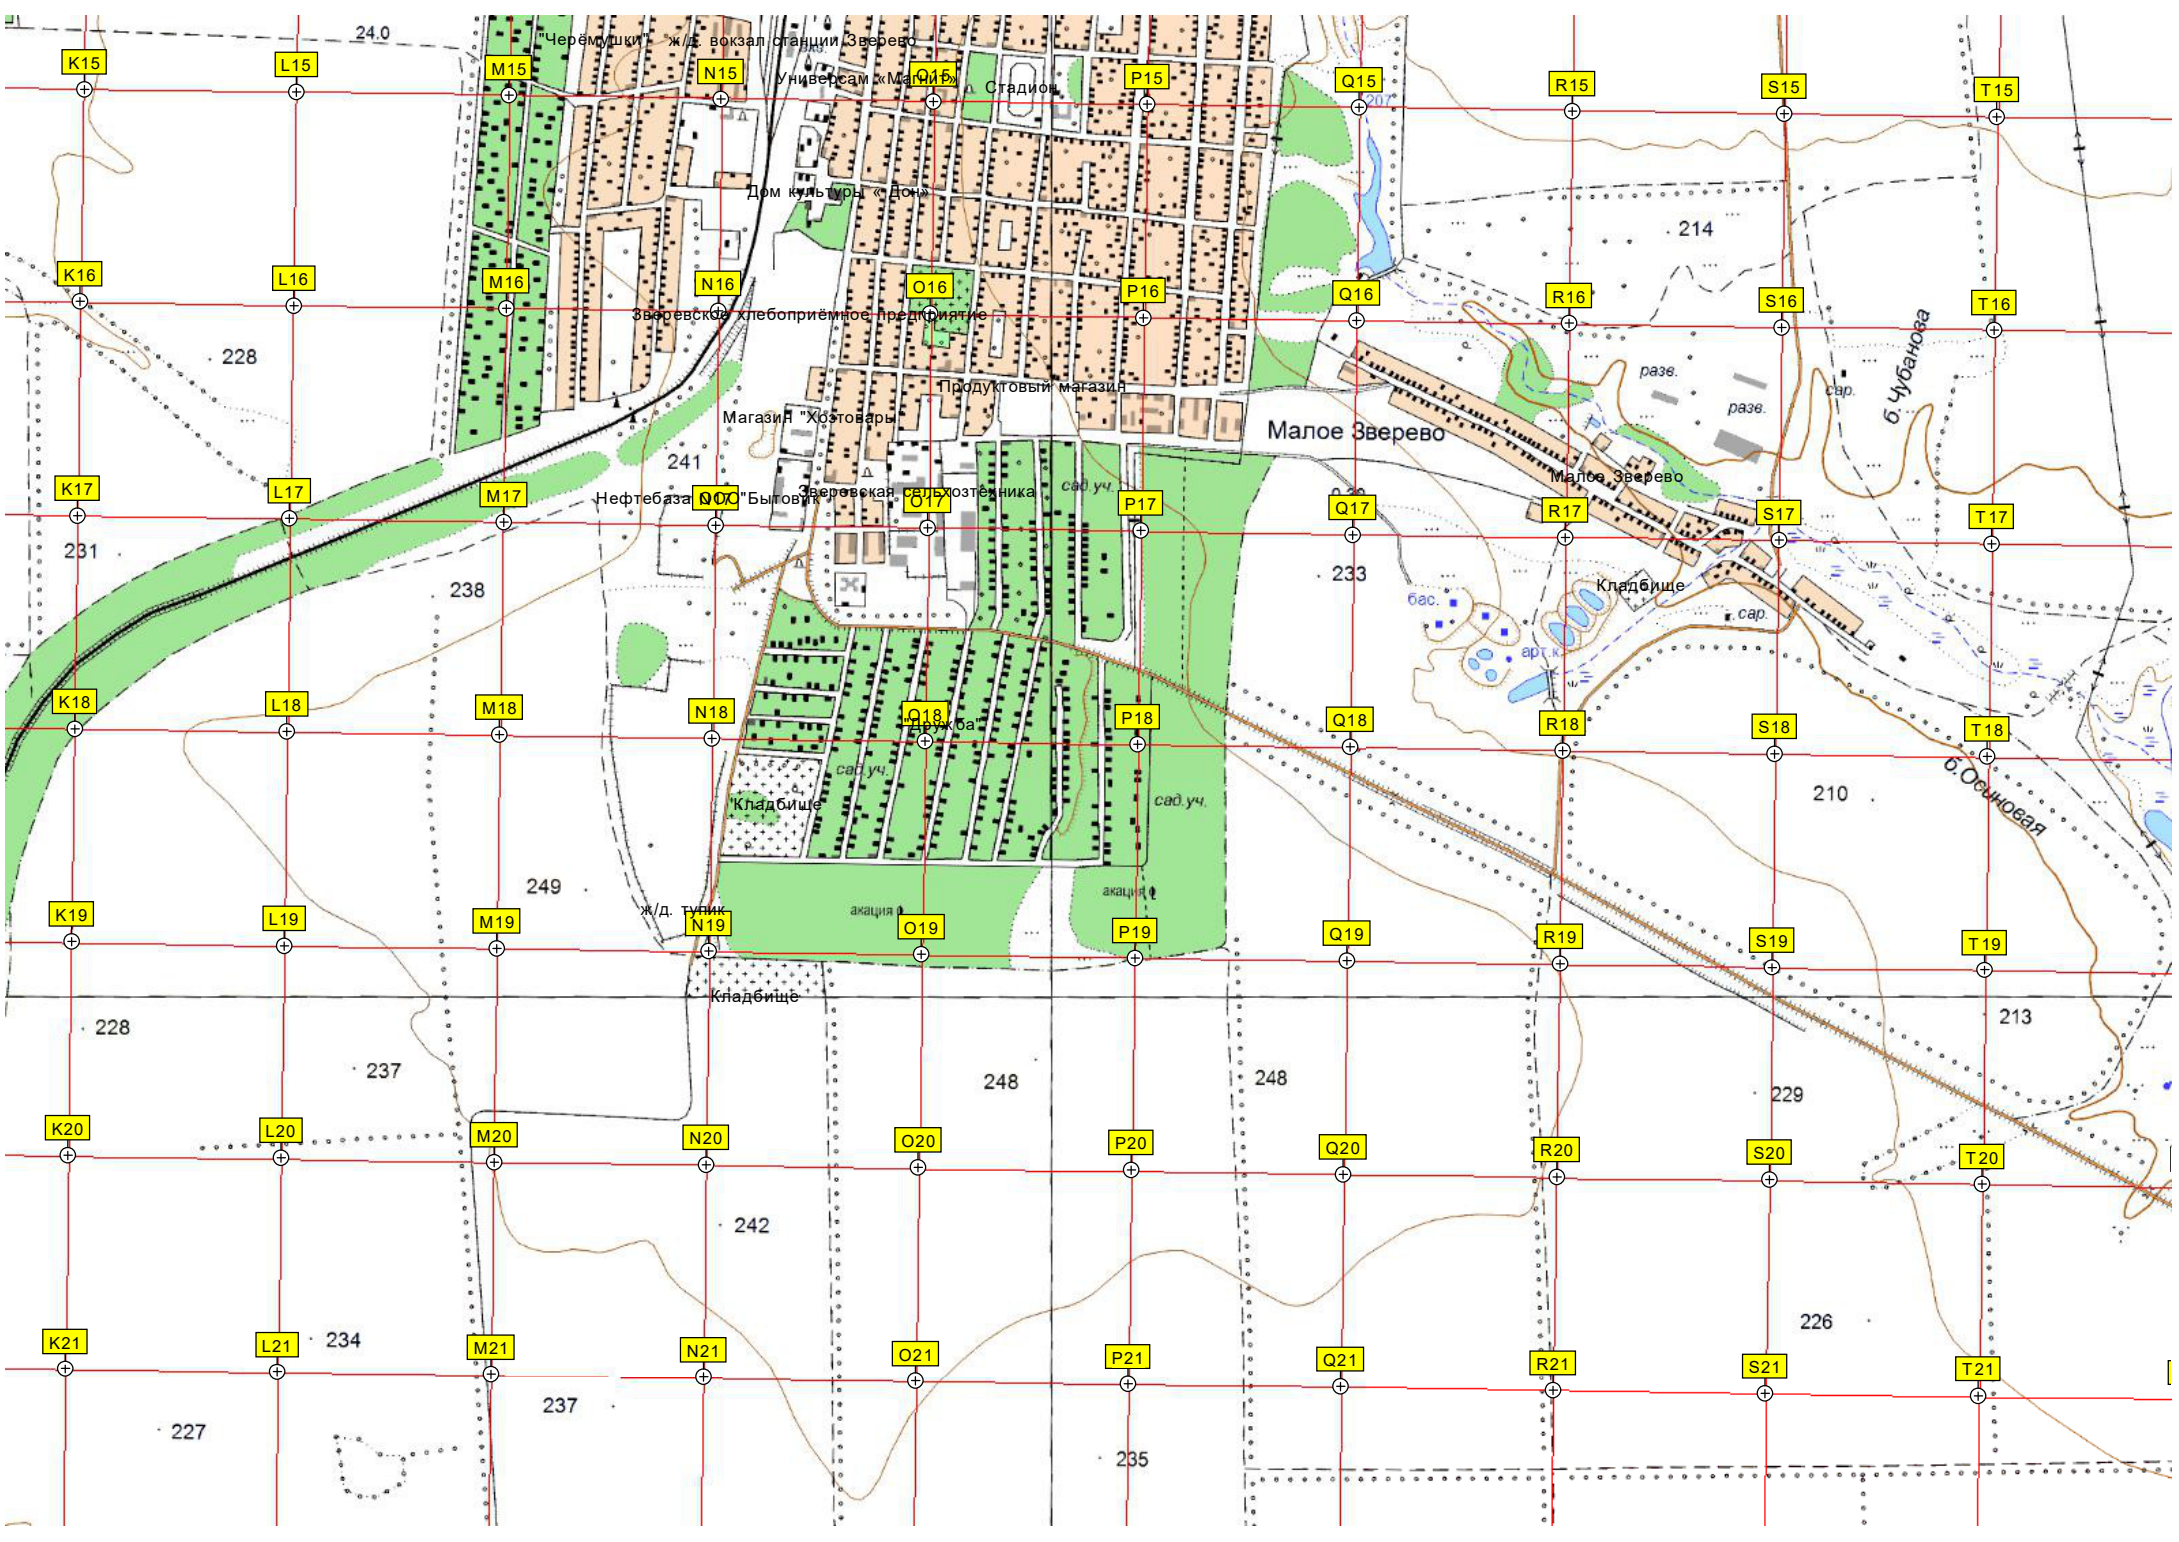 24.0
"Черёмушки"
ж/д. вокзал станции Зверево
K15
L15
M15
N15
Универсам «Магнит»
O15
Стадион
P15
Q15
207
R15
S15
T15
Дом культуры « Дон»
214
K16
L16
M16
N16
O16
P16
Q16
R16
S16
T16
Зверевское хлебоприёмное предприятие
228
разв.
разв.
сар.
б.Чубанова
Продуктовый магазин
Магазин "Хозтовары"
Малое Зверево
241
Малое Зверево
K17
L17
M17
Нефтебаза ООО"Бытовик"
N17
Зверевская сельхозтехника
O17
сад.уч.
P17
Q17
R17
S17
T17
231
238
233
бас.
Кладбище
сар.
арт.к.
K18
L18
M18
N18
O18
"Дружба"
P18
Q18
R18
S18
T18
сад.уч.
"Кладбище"
сад.уч.
210
б.Осиновая
249
акация
акация
ж/д. тупик
K19
L19
M19
N19
O19
P19
Q19
R19
S19
T19
Кладбище
228
213
237
248
248
229
K20
L20
M20
N20
O20
P20
Q20
R20
S20
T20
242
234
226
K21
L21
M21
N21
O21
P21
Q21
R21
S21
T21
237
227
235